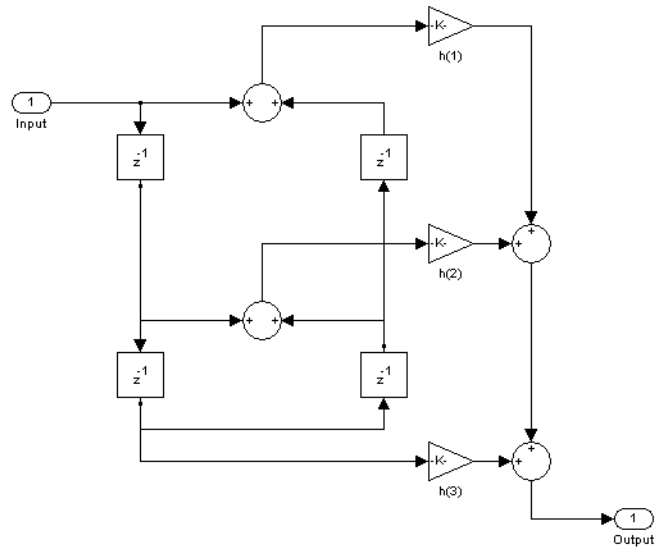 -K-
h(1)
1
Input
+ +
z-1
z-1
+
-K-
+
h(2)
+ +
z-1
z-1
+
-K-
+
h(3)
1
Output